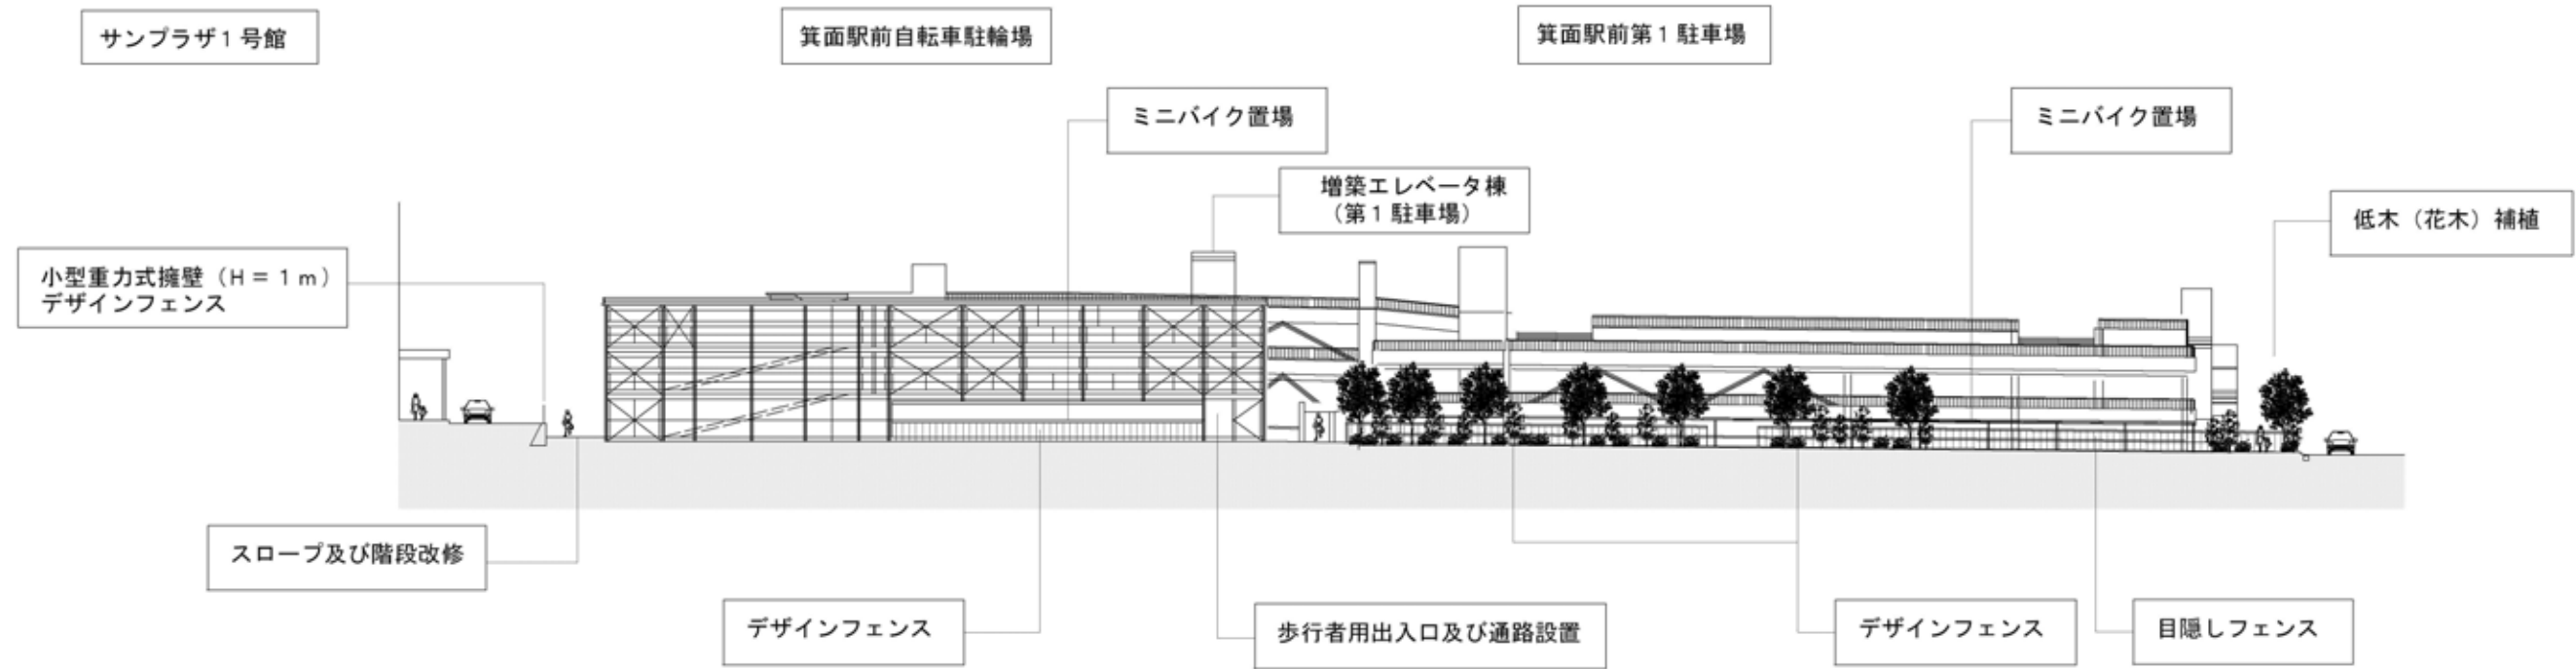 サンプラザ1号館
箕面駅前自転車駐輪場
箕面駅前第1駐車場
ミニバイク置場
ミニバイク置場
増築エレベータ棟
（第1駐車場）
低木（花木）補植
小型重力式擁壁（H＝1m）
デザインフェンス
スロープ及び階段改修
デザインフェンス
歩行者用出入口及び通路設置
デザインフェンス
目隠しフェンス